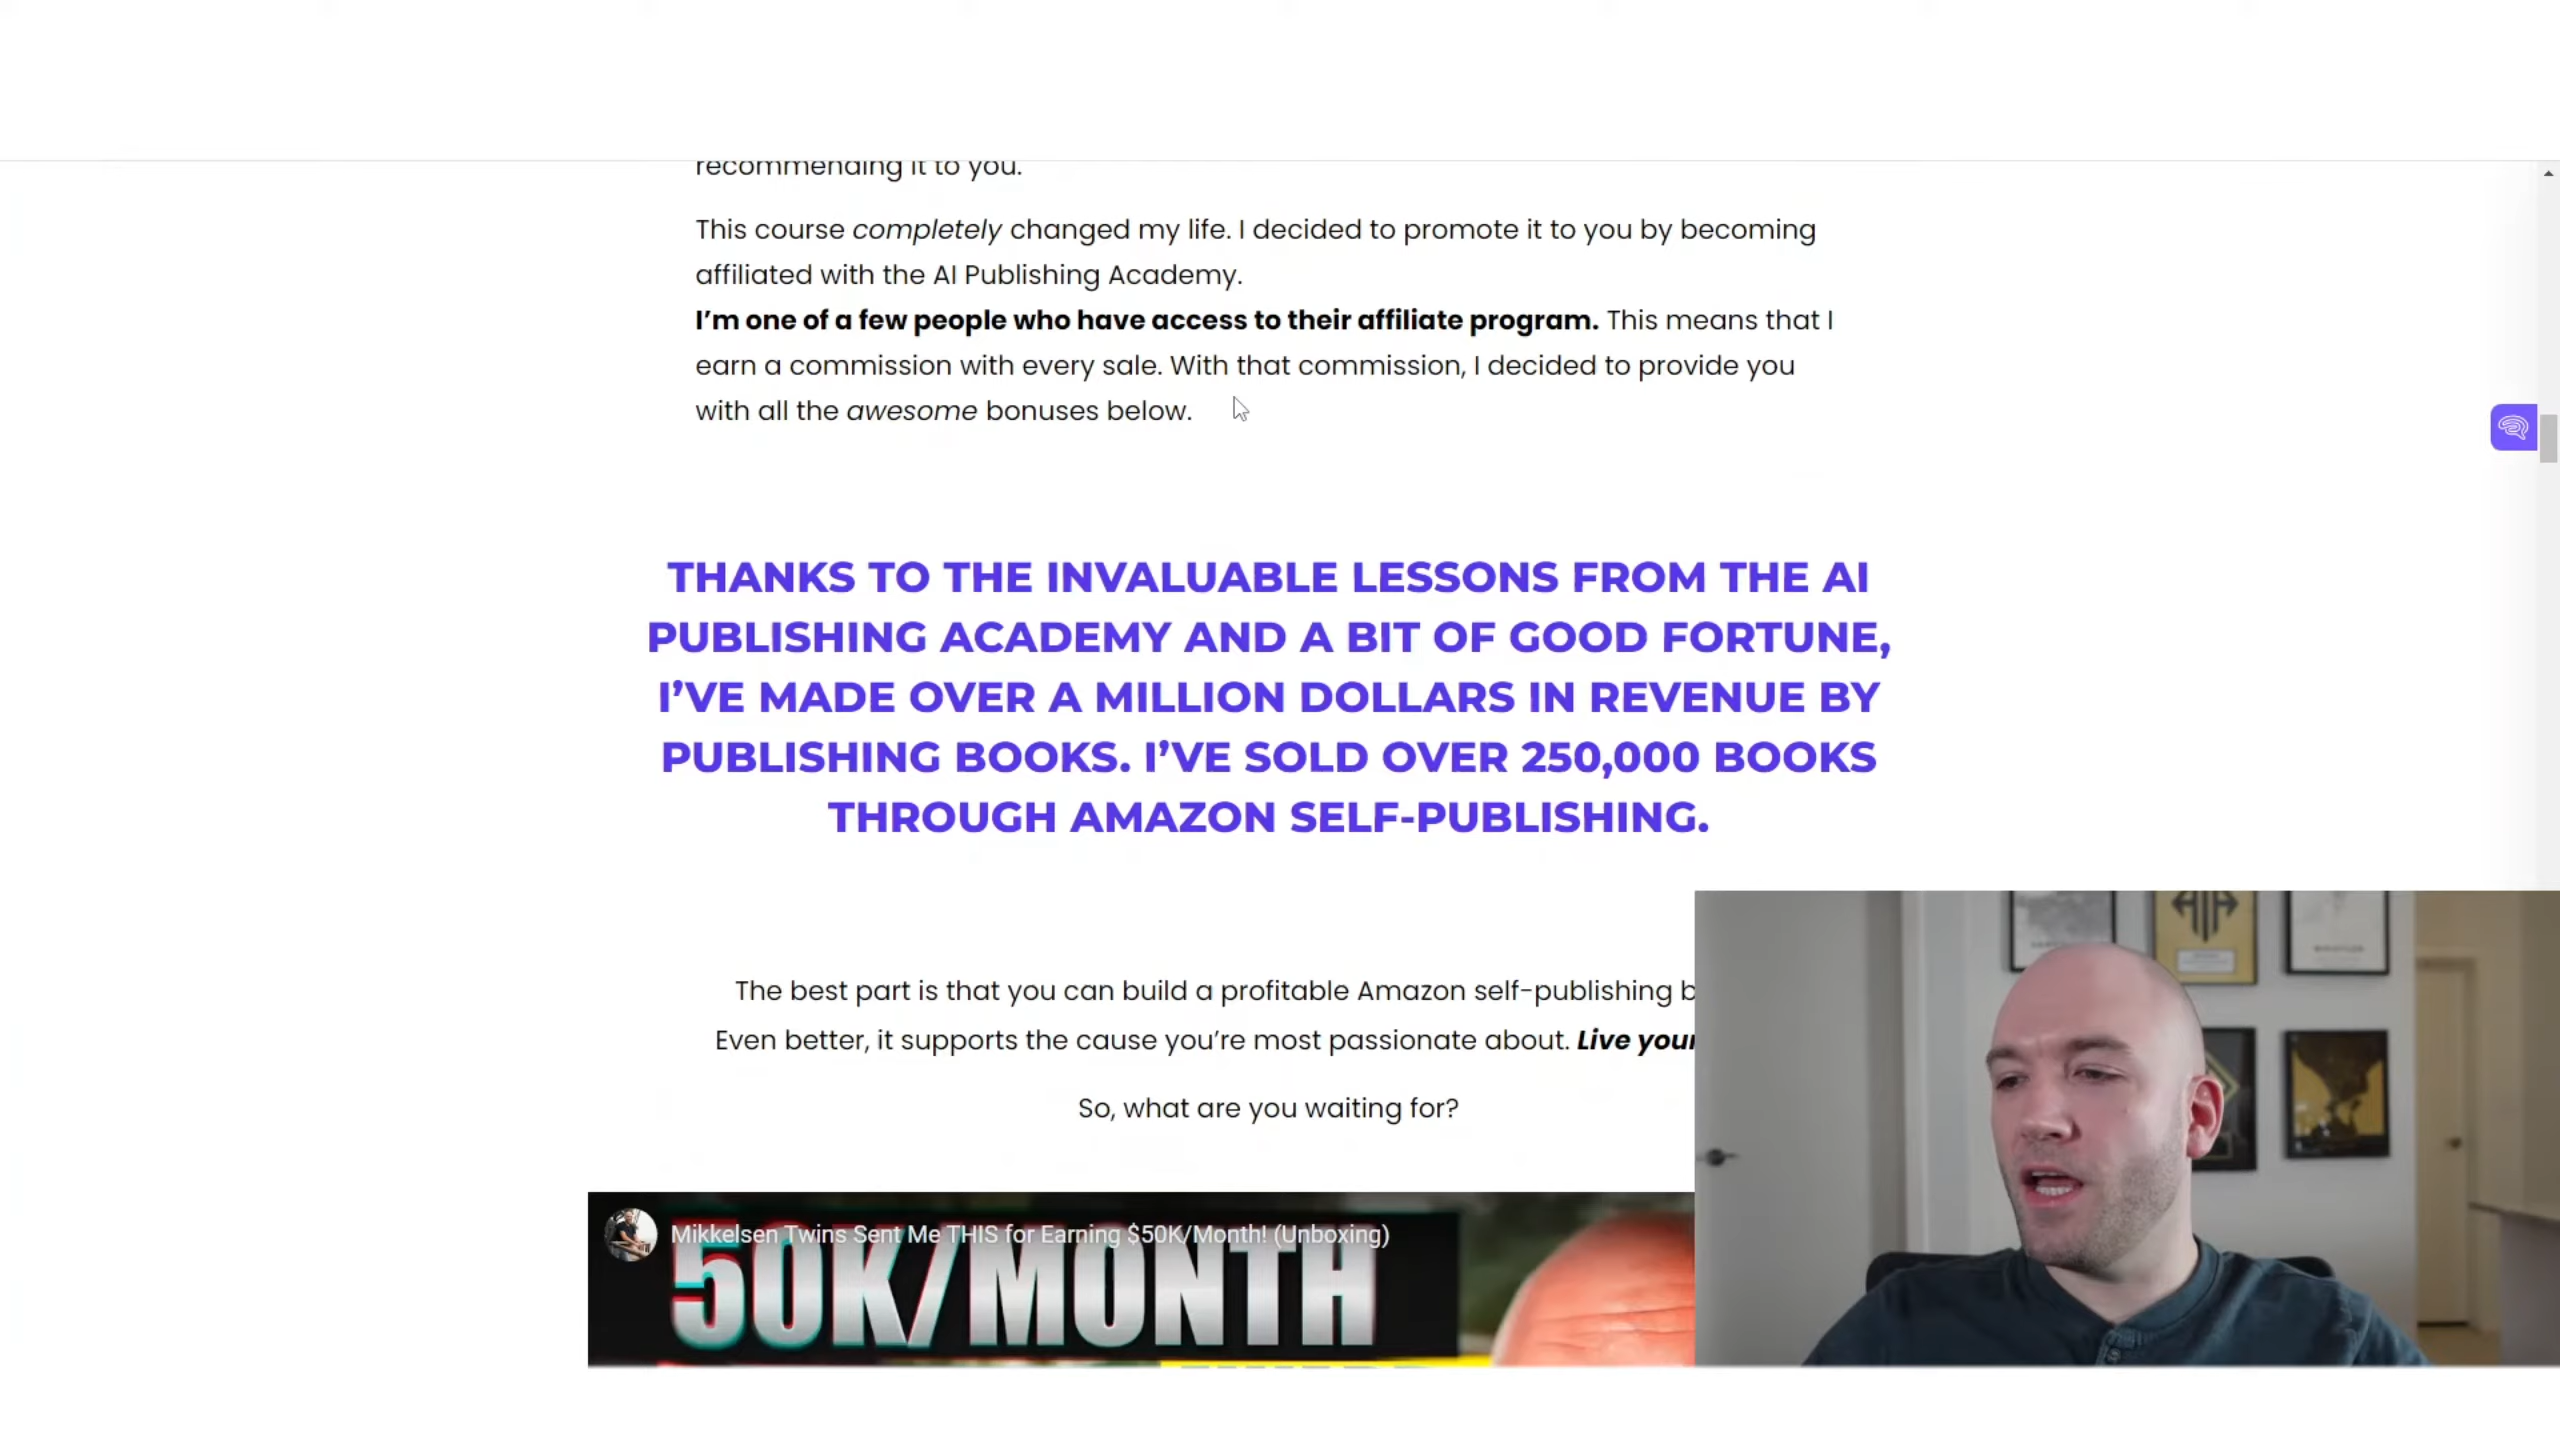 recommending it to you.
This course completely changed my life. I decided to promote it to you by becoming
affiliated with the AI Publishing Academy.
I’m one of a few people who have access to their affiliate program. This means that I
earn a commission with every sale. With that commission, I decided to provide you
with all the awesome bonuses below.
THANKS TO THE INVALUABLE LESSONS FROM THE AI
PUBLISHING ACADEMY AND A BIT OF GOOD FORTUNE,
I’VE MADE OVER A MILLION DOLLARS IN REVENUE BY
PUBLISHING BOOKS. I’VE SOLD OVER 250,000 BOOKS
THROUGH AMAZON SELF-PUBLISHING.
The best part is that you can build a profitable Amazon self-publishing b
Even better, it supports the cause you’re most passionate about. Live your
So, what are you waiting for?
Mikkelsen Twins Sent Me THIS for Earning $50K/Month! (Unboxing)
50K/MONTH